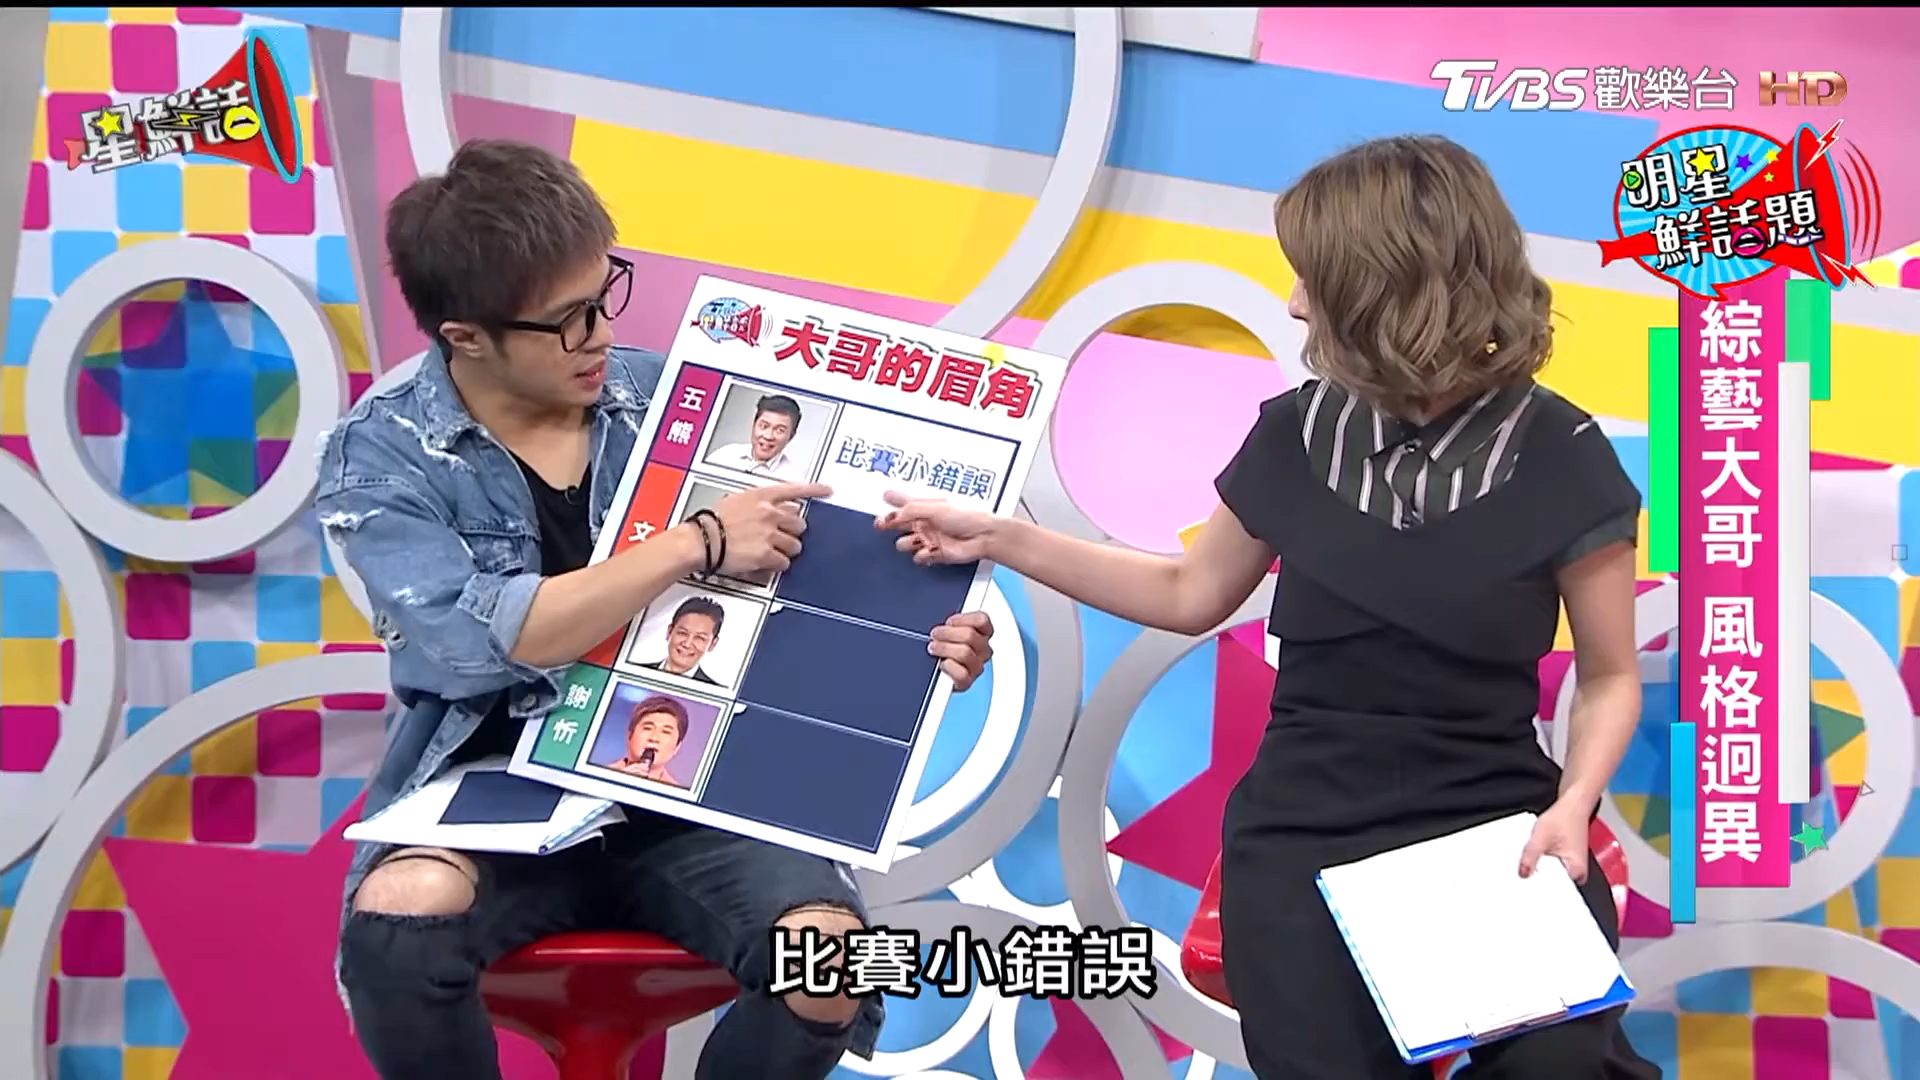 星鮮話
TVBS歡樂台 HD
明星
鮮話題
綜藝大哥 風格迥異
大哥的眉角
五熊
比賽小錯誤
文
謝忻
比賽小錯誤